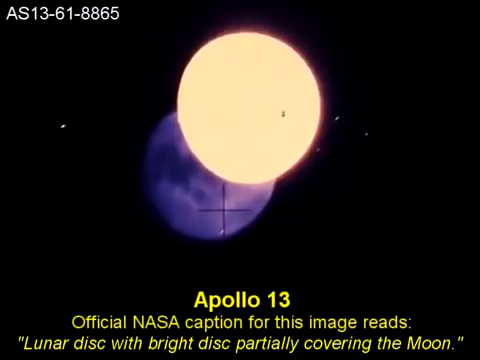 AS13-61-8865
Apollo 13
Official NASA caption for this image reads:
"Lunar disc with bright disc partially covering the Moon."